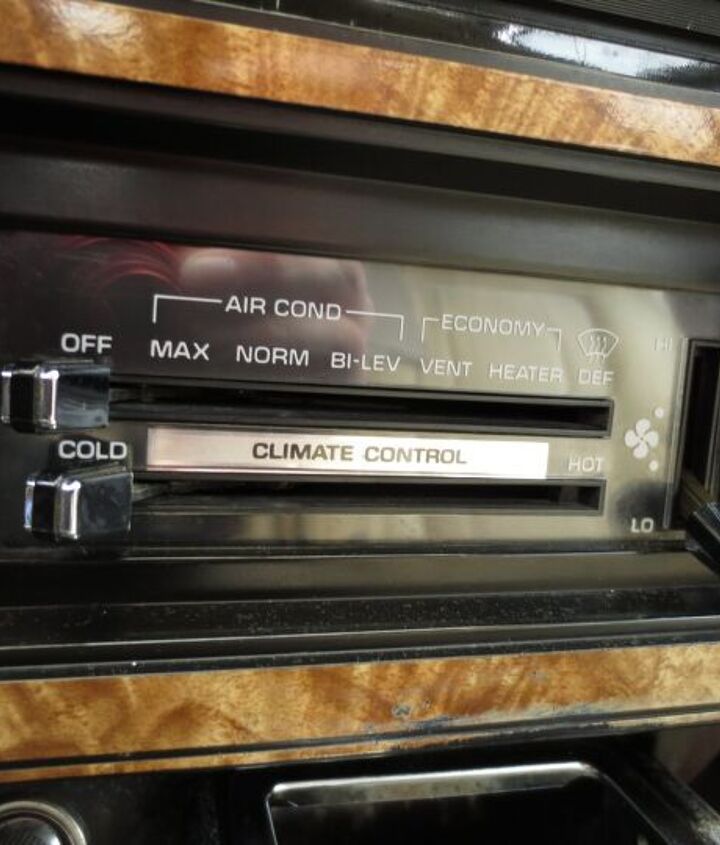 AIR COND
ECONOMY
OFF MAX NORM BI-LEV VENT HEATER DEF
HI
COLD CLIMATE CONTROL HOT
LO